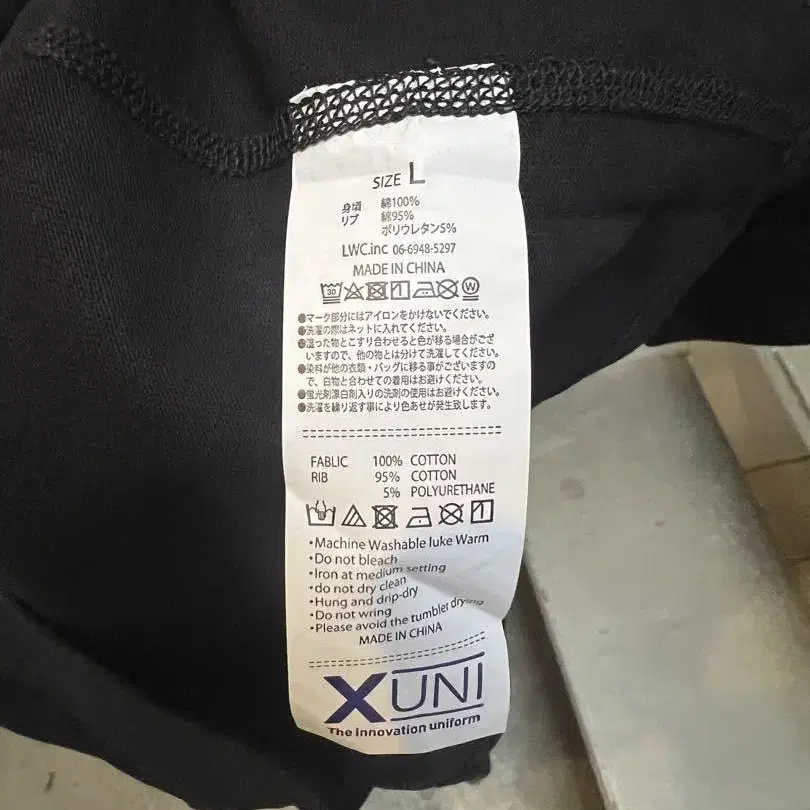 SIZE L
身頃 綿100%
リブ 綿95%
ポリウレタン5%
LWC.inc 06-6948-5297
MADE IN CHINA
30 W
●マーク部分にはアイロンをかけないでください。
●洗濯の際はネットに入れてください。
●湿った物とこすり合わせると色が移る場合がござ
いますので、他の物とは分けて洗濯してください。
●染料が他の衣類・バッグに移る事がございますの
で、白物と合わせての着用はお避けください。
●蛍光剤漂白剤入りの洗剤の使用はお避けください。
●洗濯を繰り返す事により色あせが発生致します。
FABLIC 100% COTTON
RIB 95% COTTON
5% POLYURETHANE
•Machine Washable luke Warm
•Do not bleach
•Iron at medium setting
•do not dry clean
•Hung and drip-dry
•Do not wring
•Please avoid the tumbler drying
MADE IN CHINA
XUNI
The innovation uniform